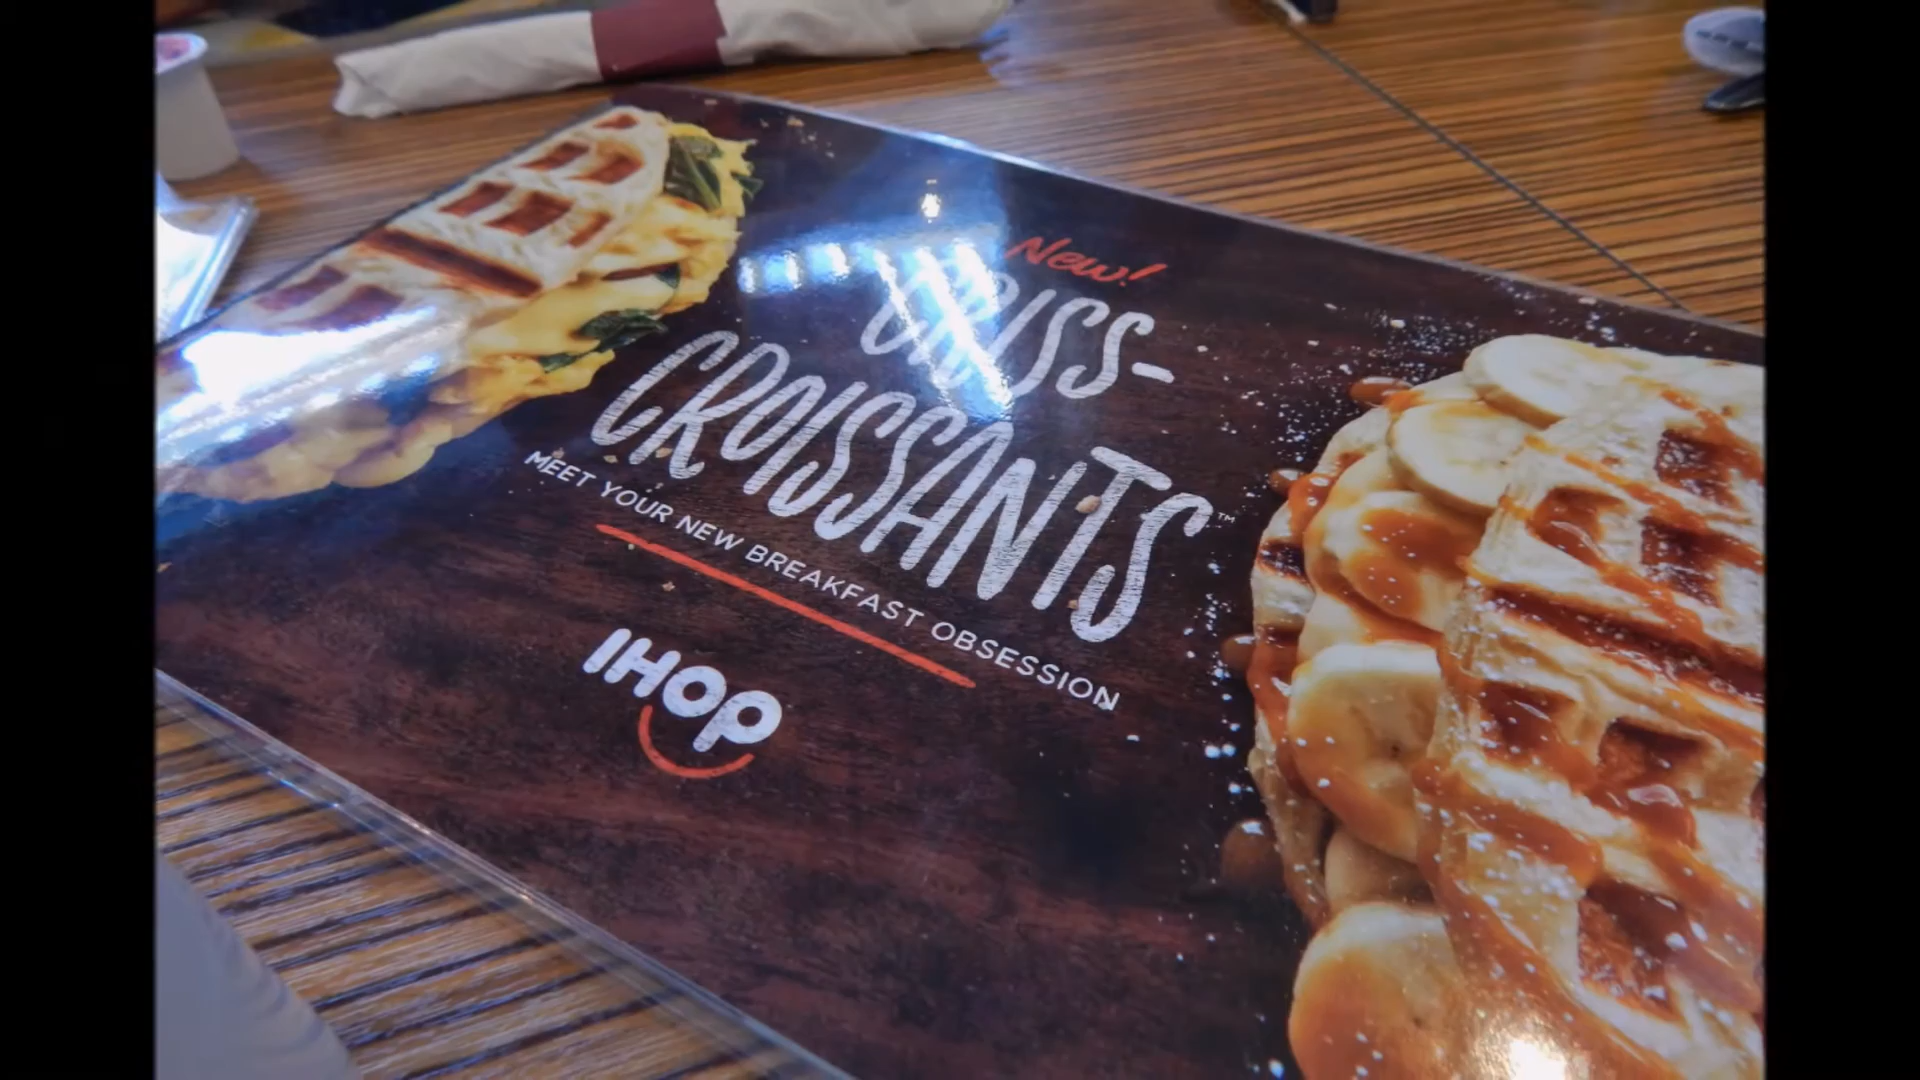 New!
CRISS-
CROISSANTS™
MEET YOUR NEW BREAKFAST OBSESSION
IHOP